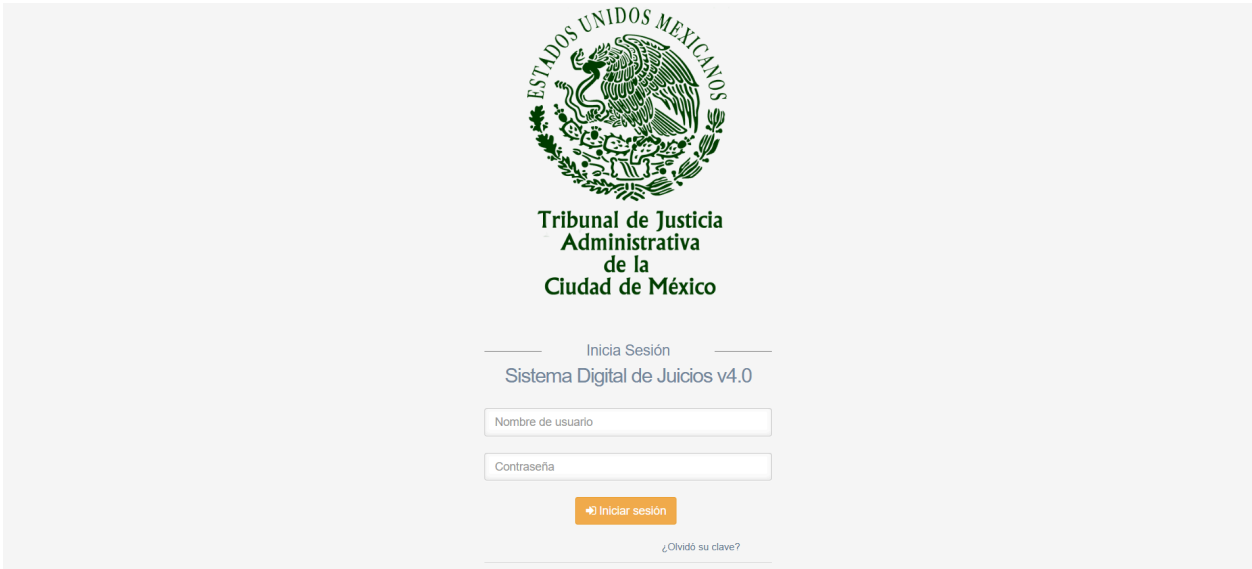 ESTADOS UNIDOS MEXICANOS
Tribunal de Justicia
Administrativa
de la
Ciudad de México
Inicia Sesión
Sistema Digital de Juicios v4.0
Nombre de usuario
Contraseña
Iniciar sesión
¿Olvidó su clave?